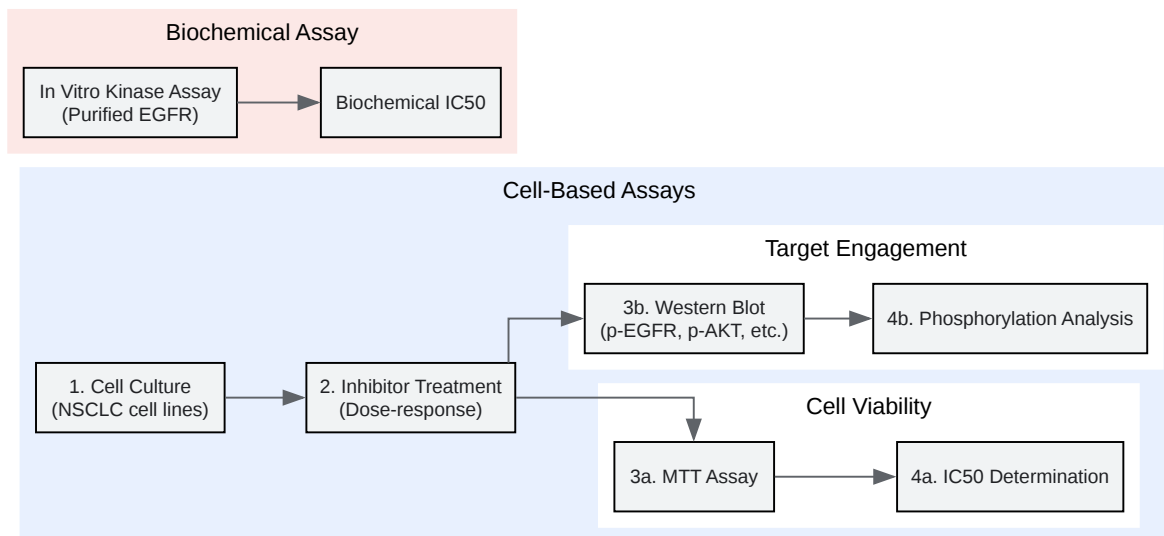 Biochemical Assay
In Vitro Kinase Assay
(Purified EGFR)
Biochemical IC50
Cell-Based Assays
Target Engagement
3b. Western Blot
(p-EGFR, p-AKT, etc.)
4b. Phosphorylation Analysis
1. Cell Culture
(NSCLC cell lines)
2. Inhibitor Treatment
(Dose-response)
Cell Viability
3a. MTT Assay
4a. IC50 Determination